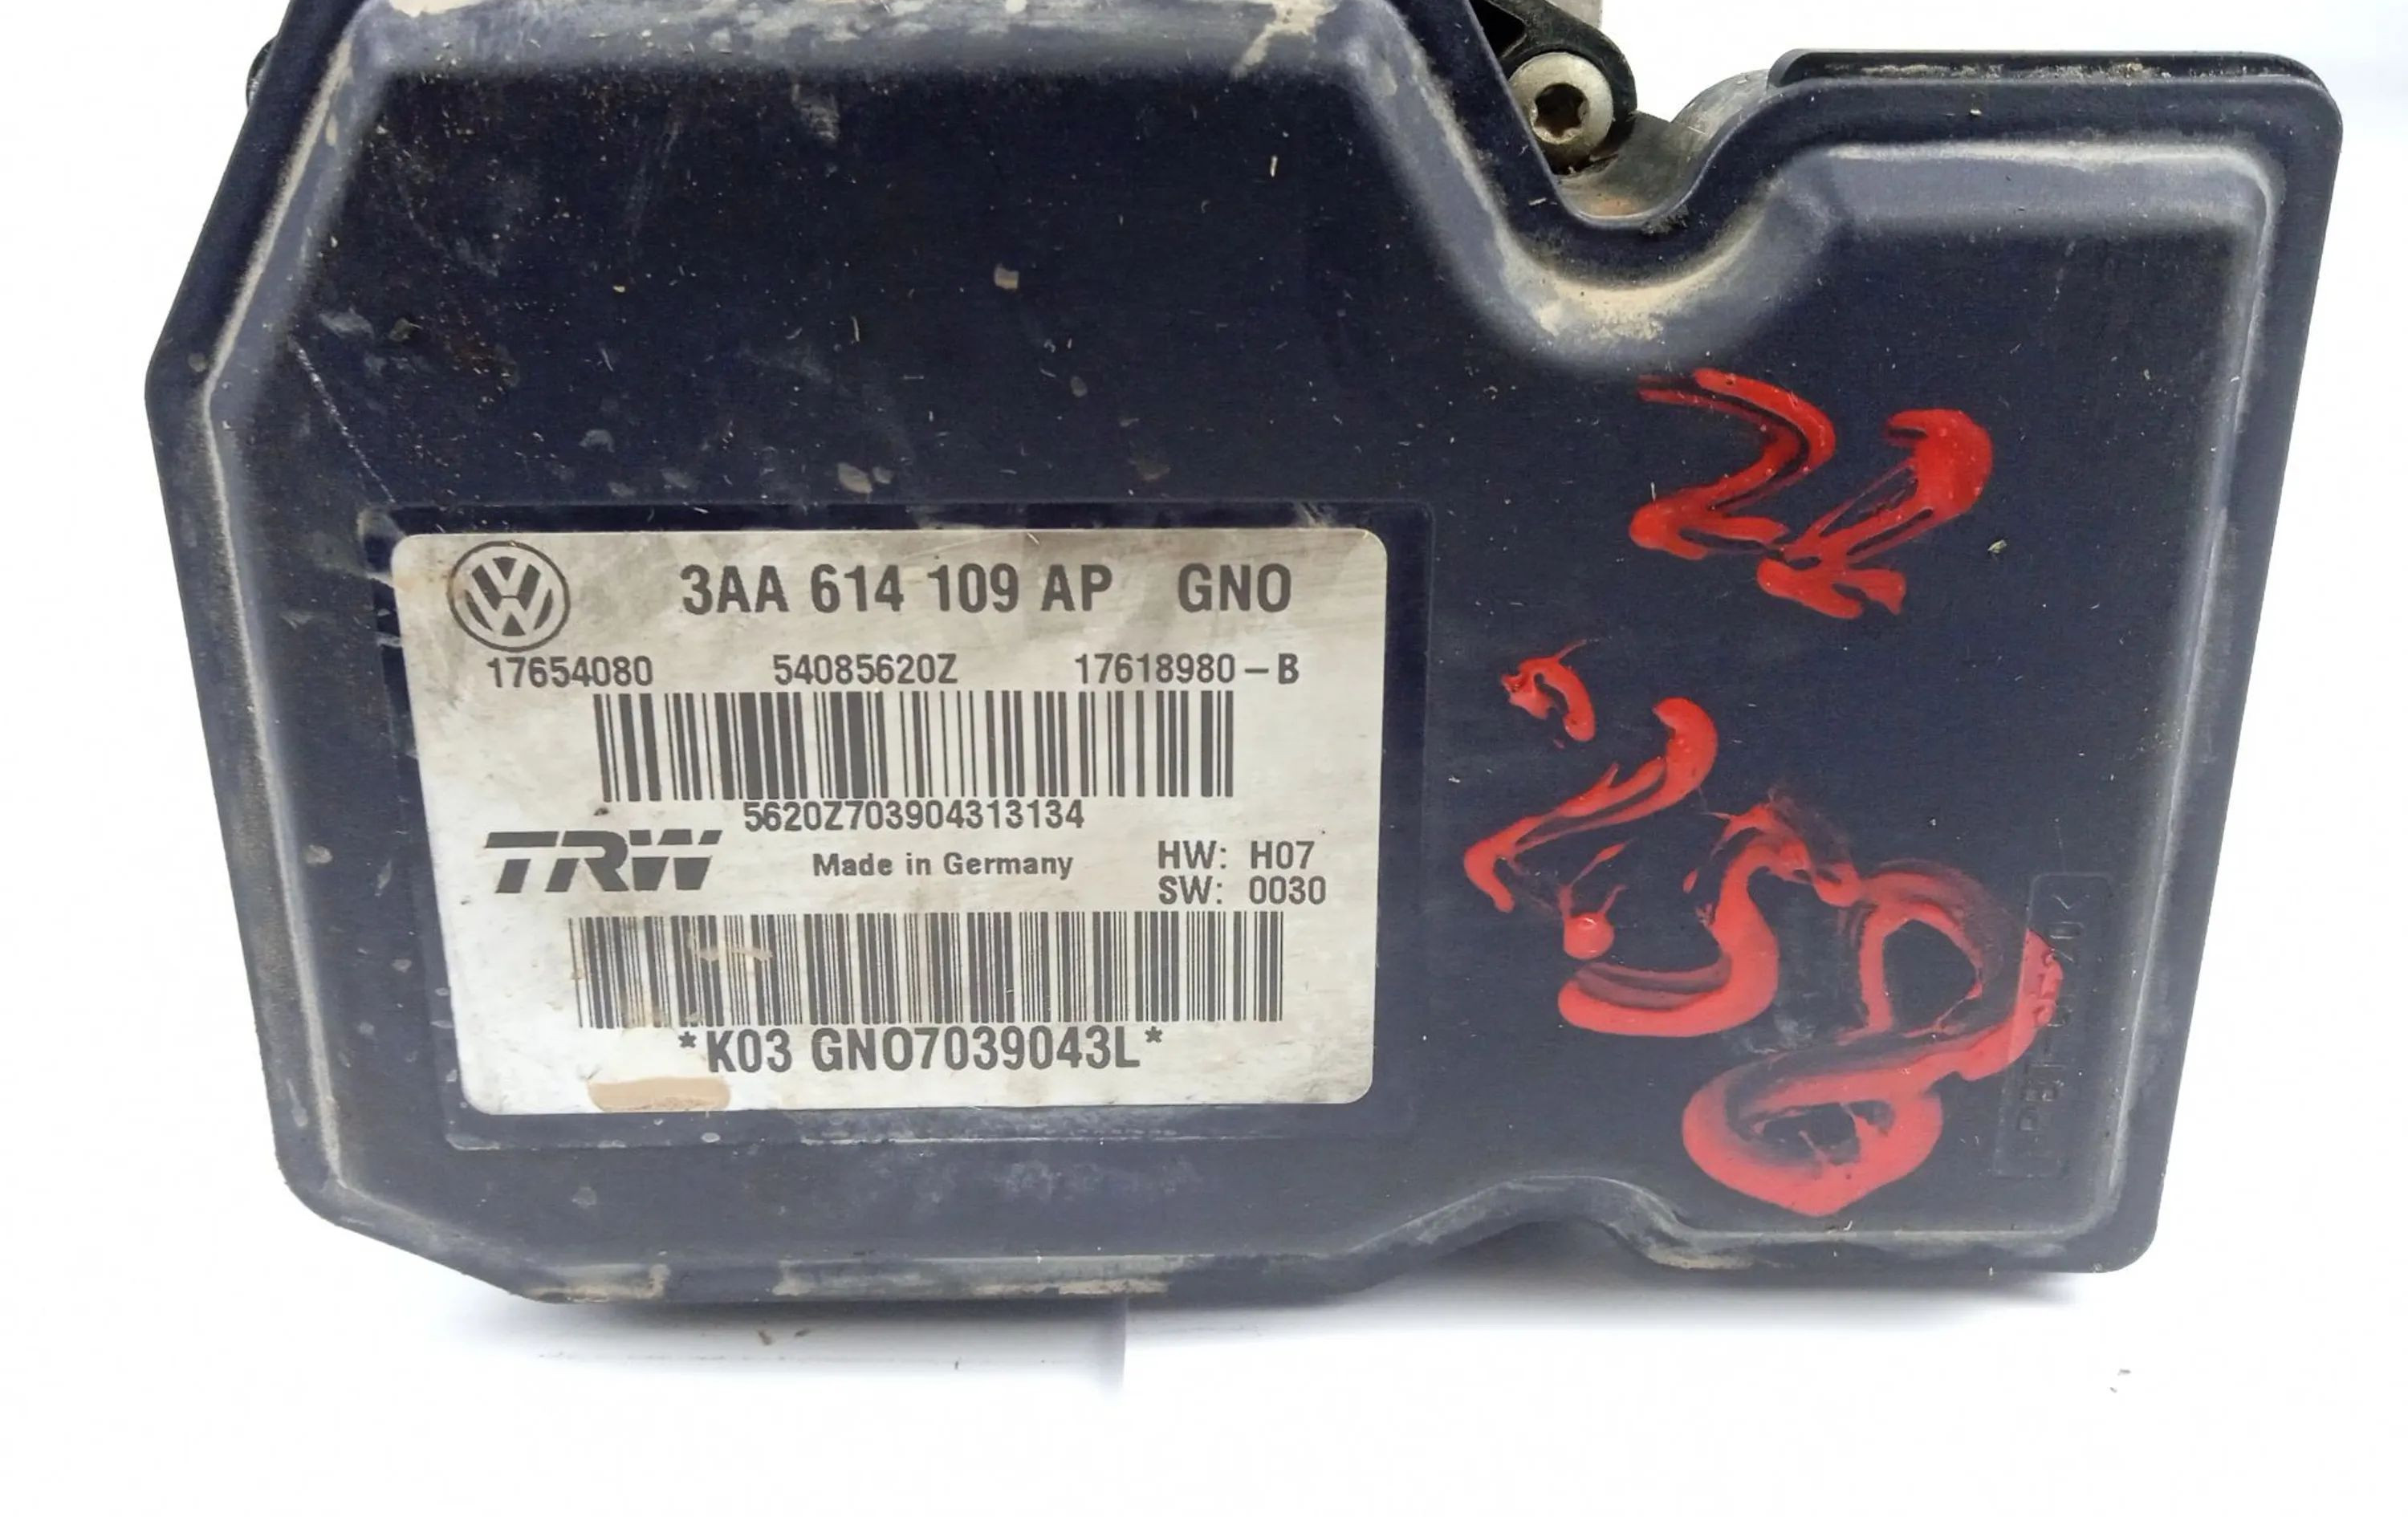 3AA 614 109 AP GNO
17654080 54085620Z 17618980-B
5620Z703904313134
TRW Made in Germany HW: H07
SW: 0030
*K03 GNO7039043L*
22